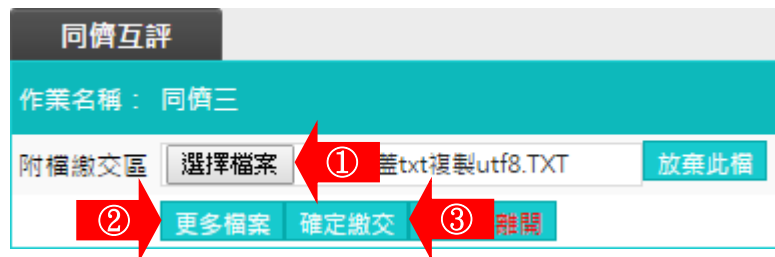 同儕互評
作業名稱： 同儕三
附檔繳交區 選擇檔案 ① 蓋txt複製utf8.TXT 放棄此檔
② 更多檔案 確定繳交 ③ 離開